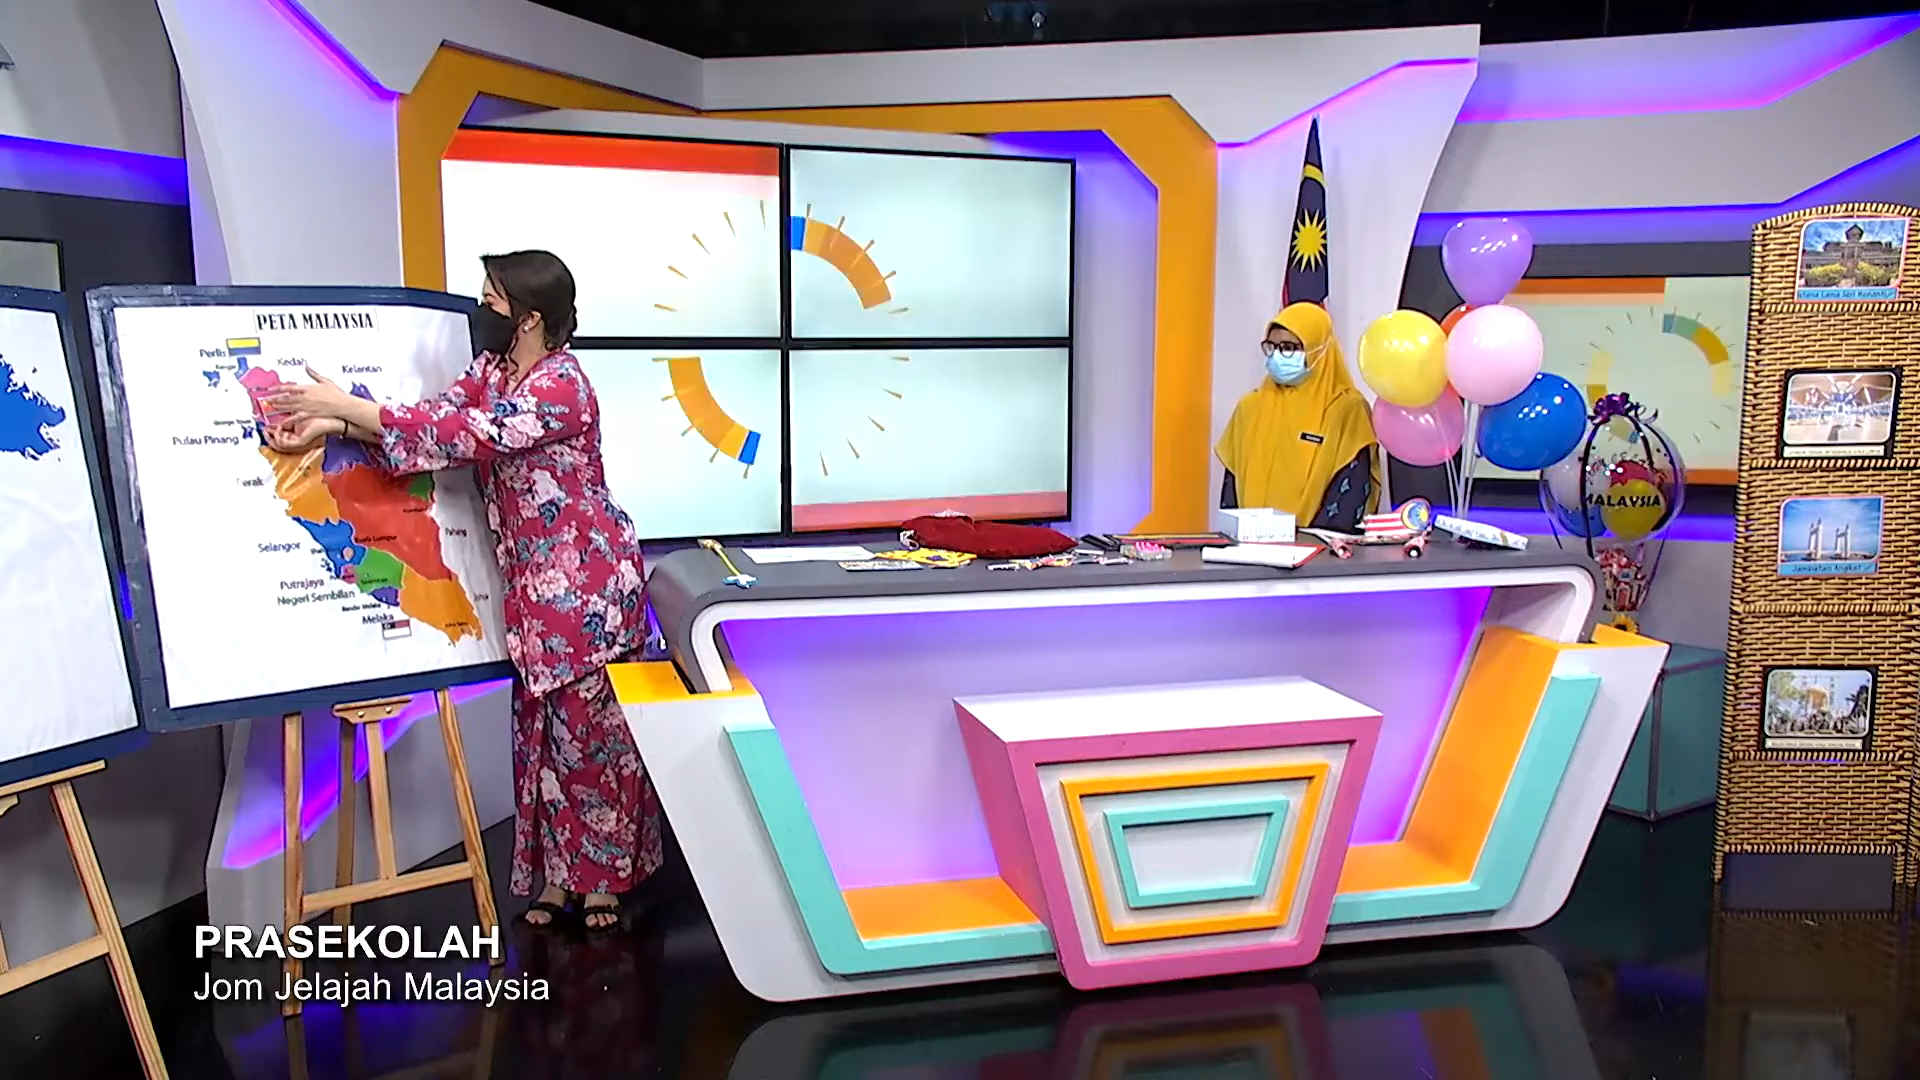 PETA MALAYSIA
Perlis
Kedah
Kelantan
Pulau Pinang
Selangor
Kuala Lumpur
Pahang
Putrajaya
Negeri Sembilan
Melaka
Johor
MALAYSIA
PRASEKOLAH
Jom Jelajah Malaysia